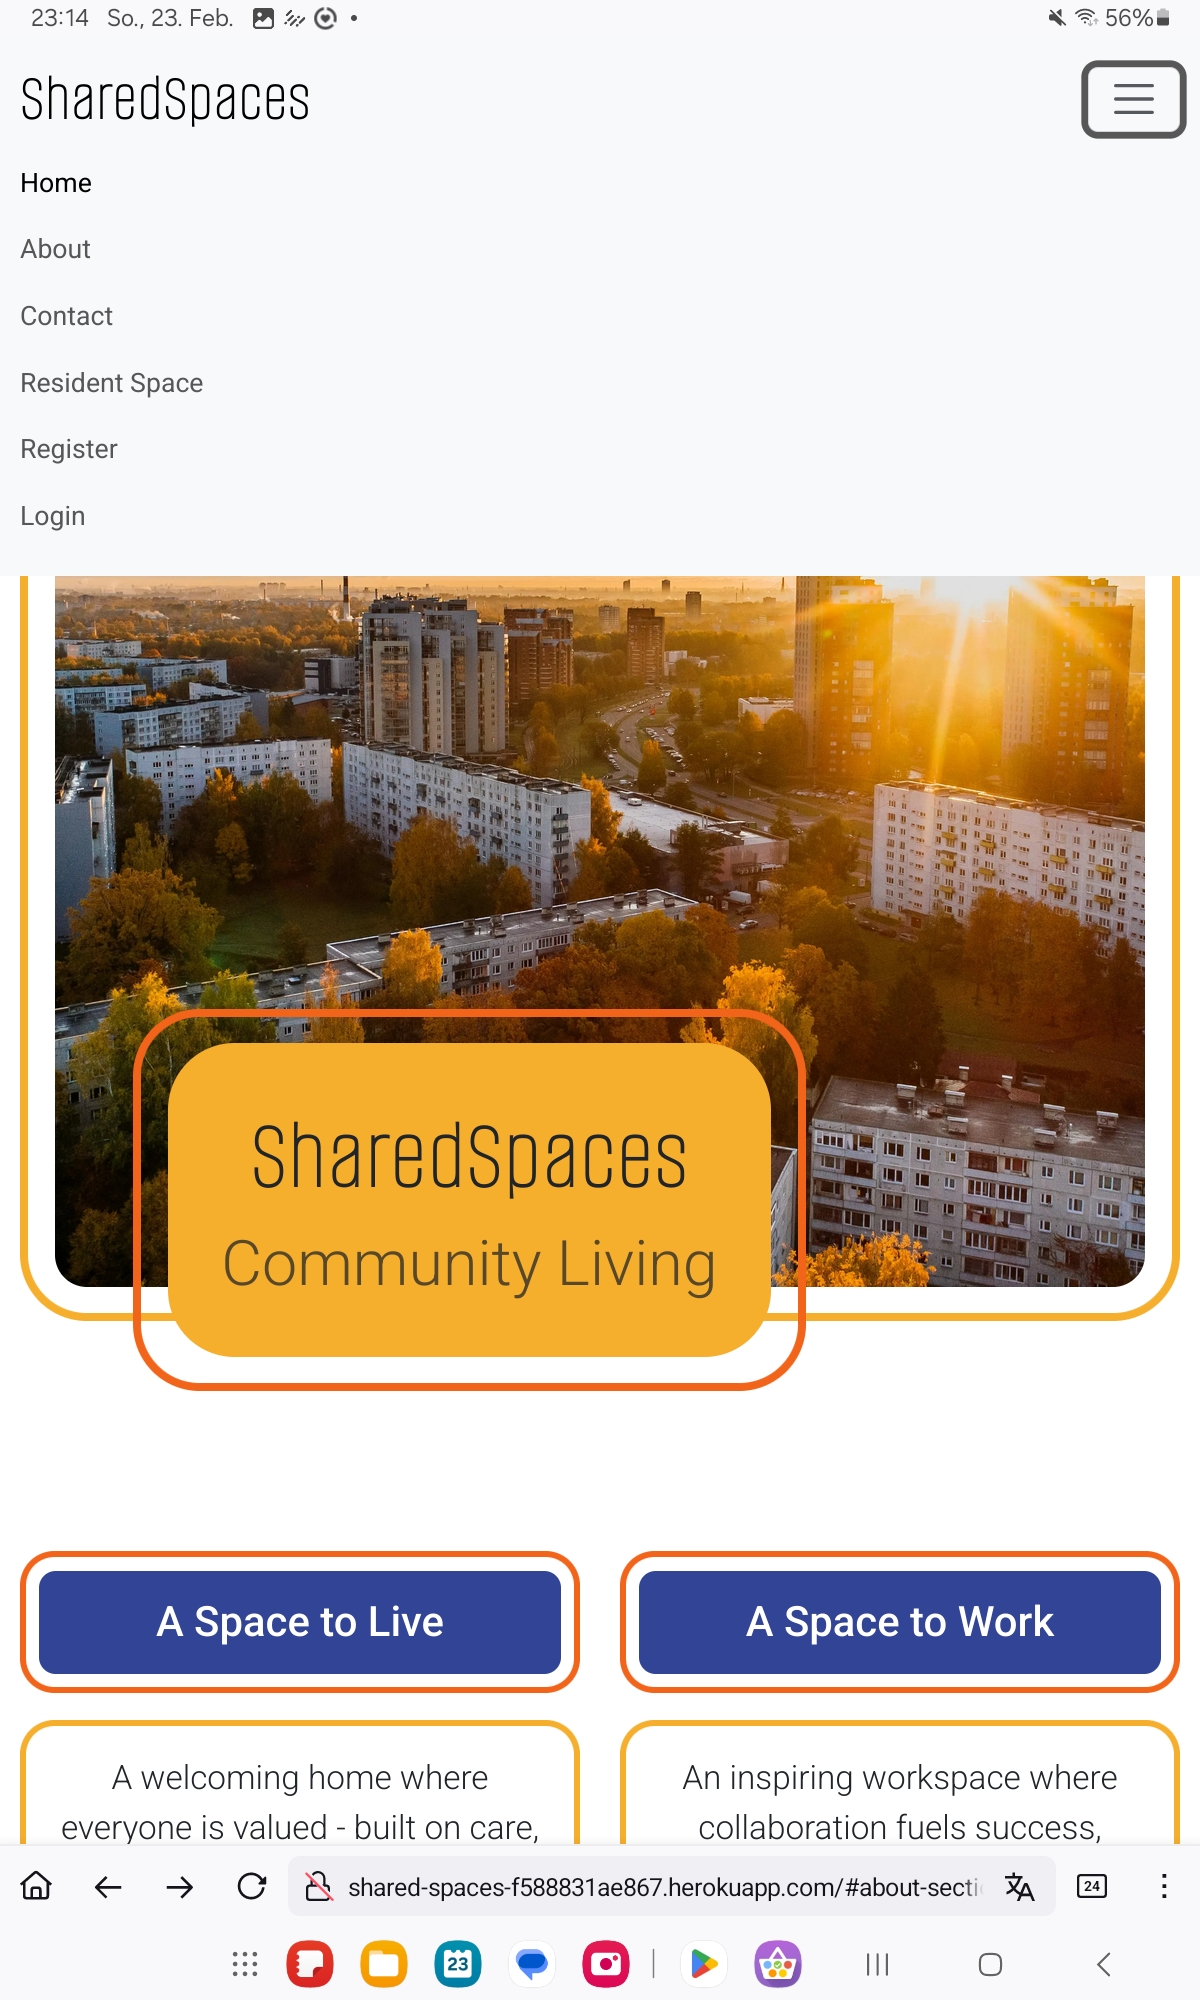 23:14 So., 23. Feb. 56%
SharedSpaces
Home
About
Contact
Resident Space
Register
Login
SharedSpaces
Community Living
A Space to Live
A Space to Work
A welcoming home where
everyone is valued - built on care,
An inspiring workspace where
collaboration fuels success,
shared-spaces-f588831ae867.herokuapp.com/#about-secti
24
23